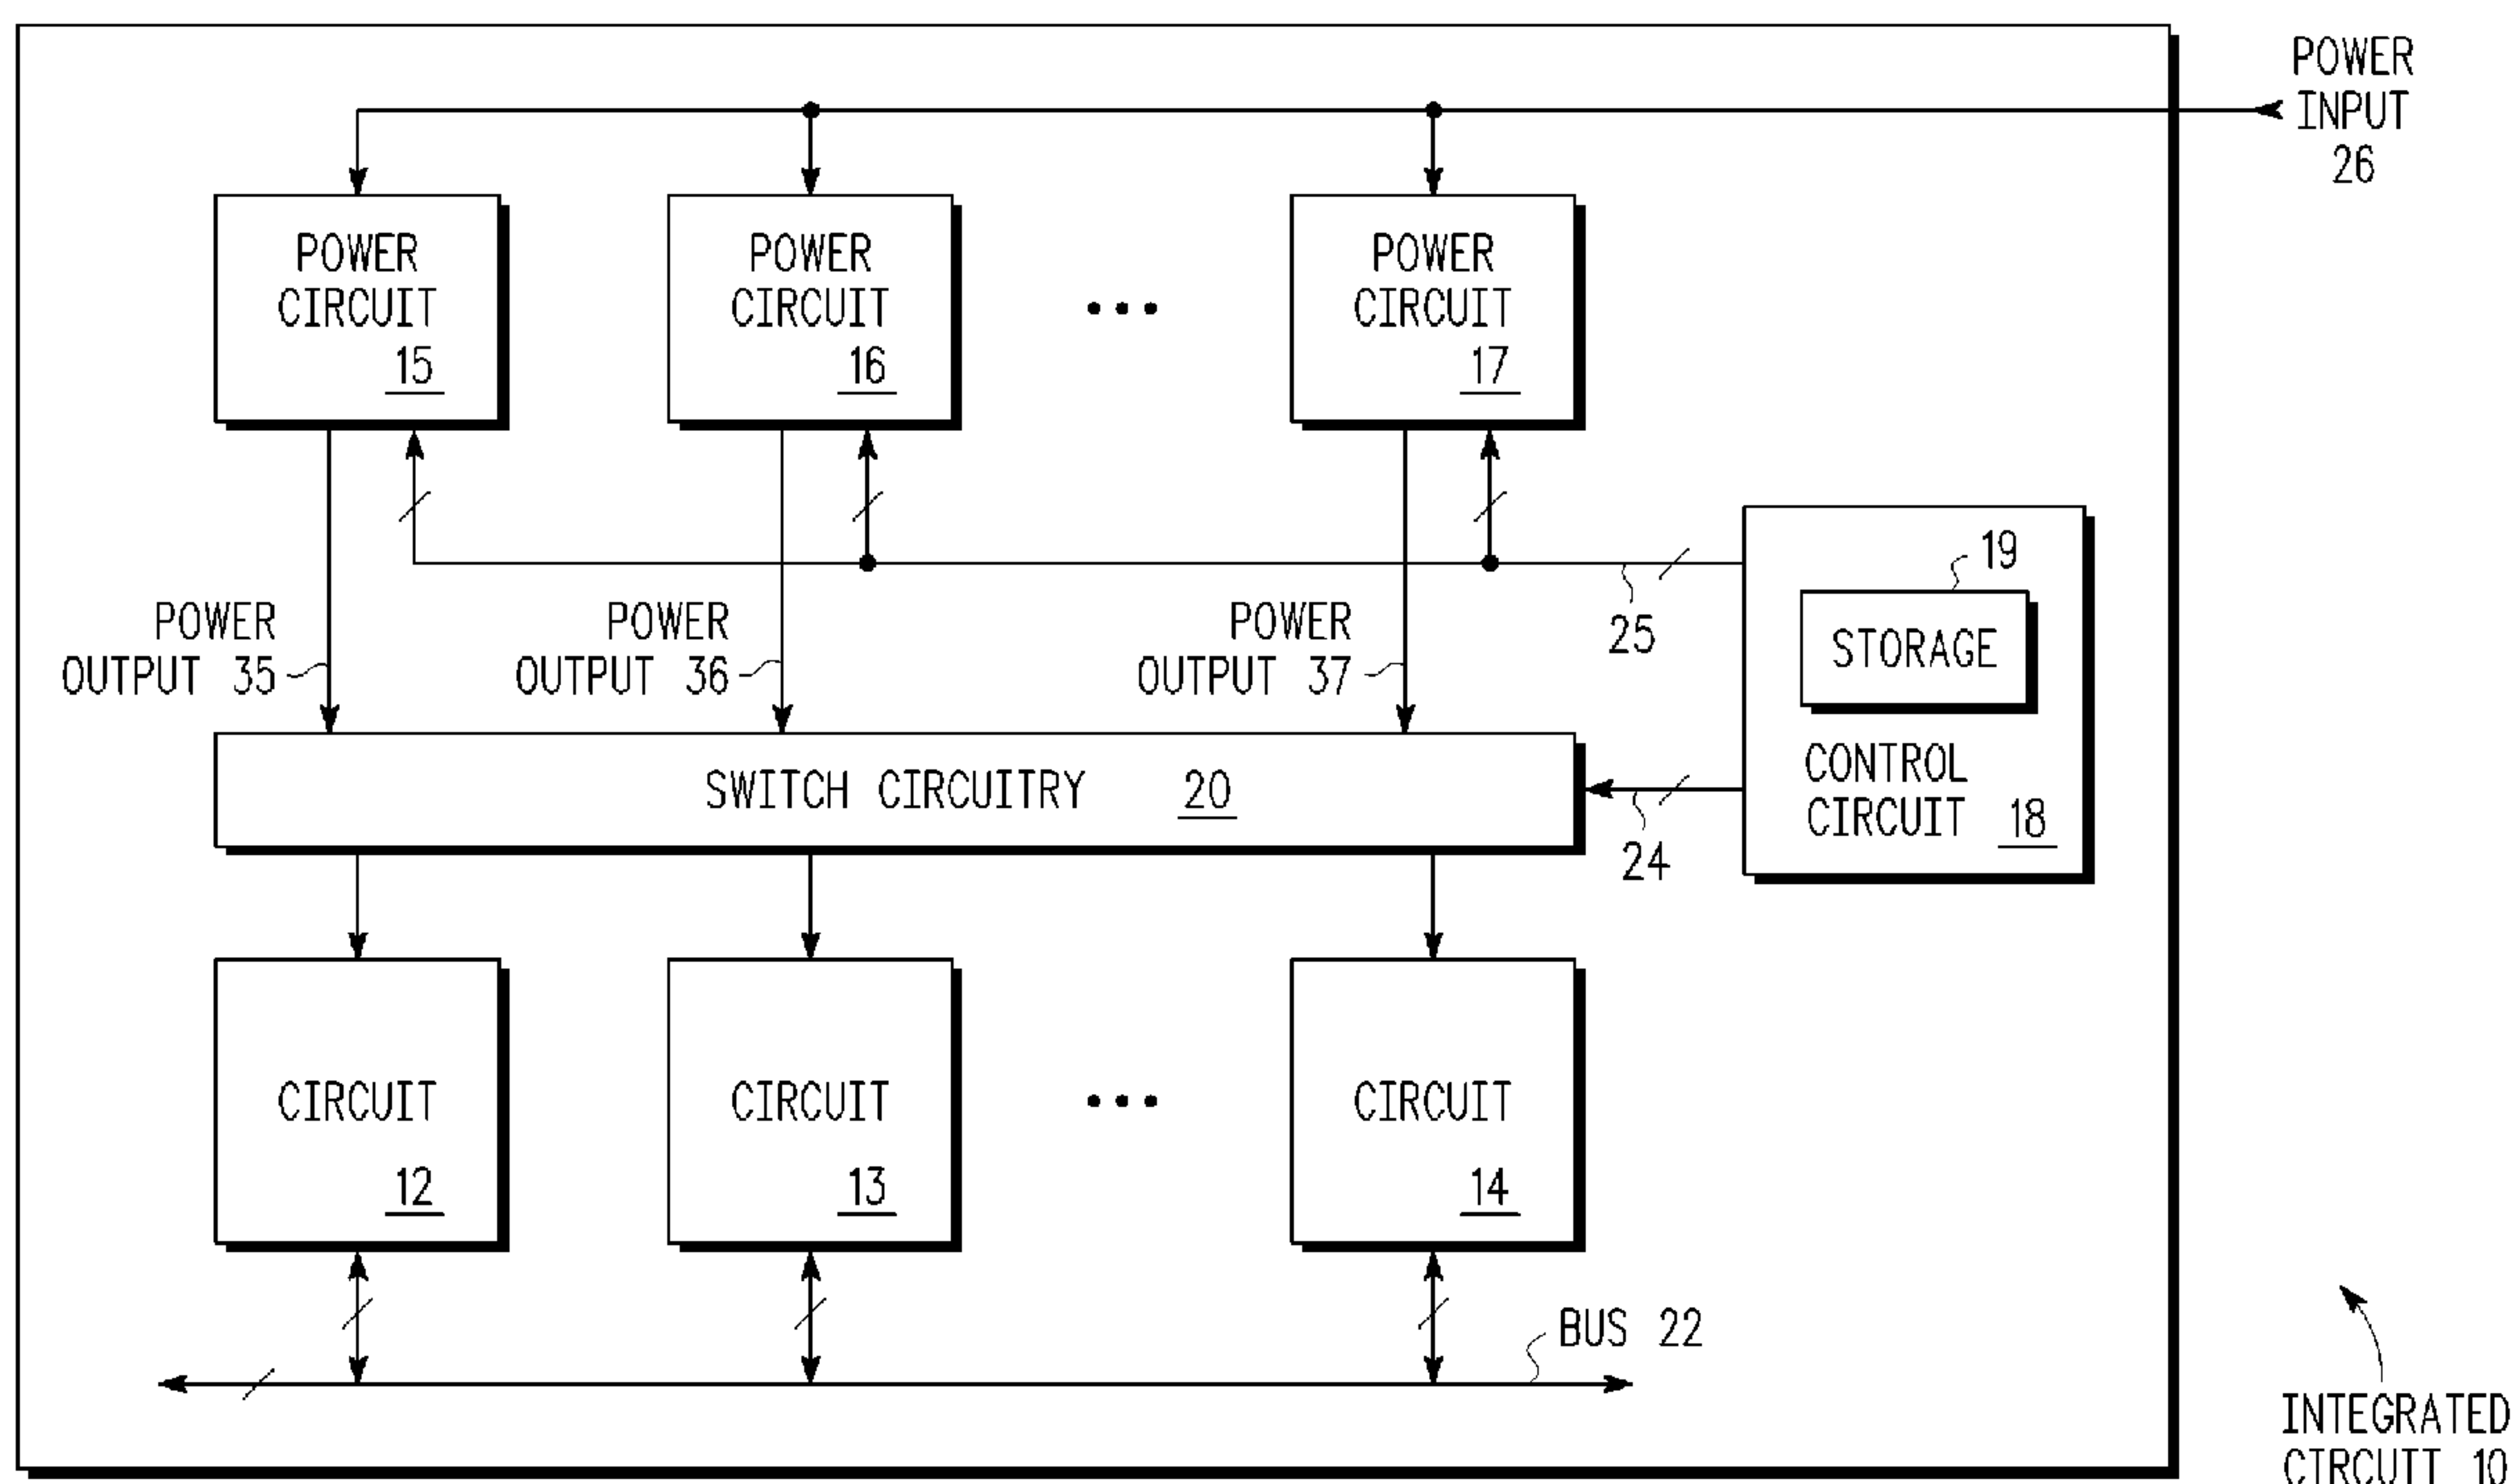 POWER
INPUT
26
POWER
CIRCUIT
15
POWER
CIRCUIT
16
POWER
CIRCUIT
17
POWER
OUTPUT 35
POWER
OUTPUT 36
POWER
OUTPUT 37
25
19
STORAGE
CONTROL
CIRCUIT 18
SWITCH CIRCUITRY 20
24
CIRCUIT
12
CIRCUIT
13
CIRCUIT
14
BUS 22
INTEGRATED
CIRCUIT 10